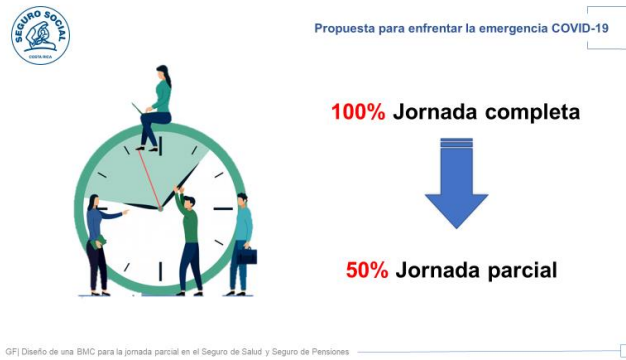 SEGURO SOCIAL
COSTA RICA
Propuesta para enfrentar la emergencia COVID-19
100% Jornada completa
50% Jornada parcial
GF| Diseño de una BMC para la jornada parcial en el Seguro de Salud y Seguro de Pensiones